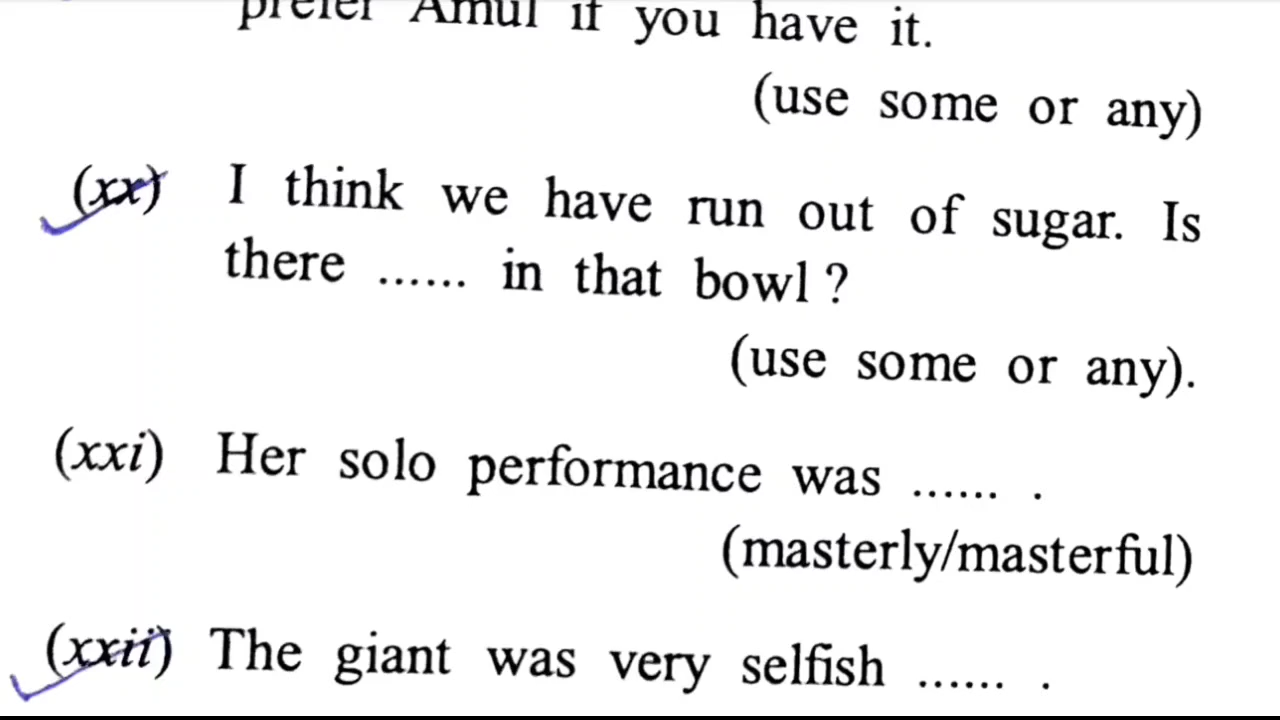 prefer Amul if you have it.
(use some or any)
(xx) I think we have run out of sugar. Is
there ...... in that bowl ?
(use some or any).
(xxi) Her solo performance was ...... .
(masterly/masterful)
(xxii) The giant was very selfish ...... .